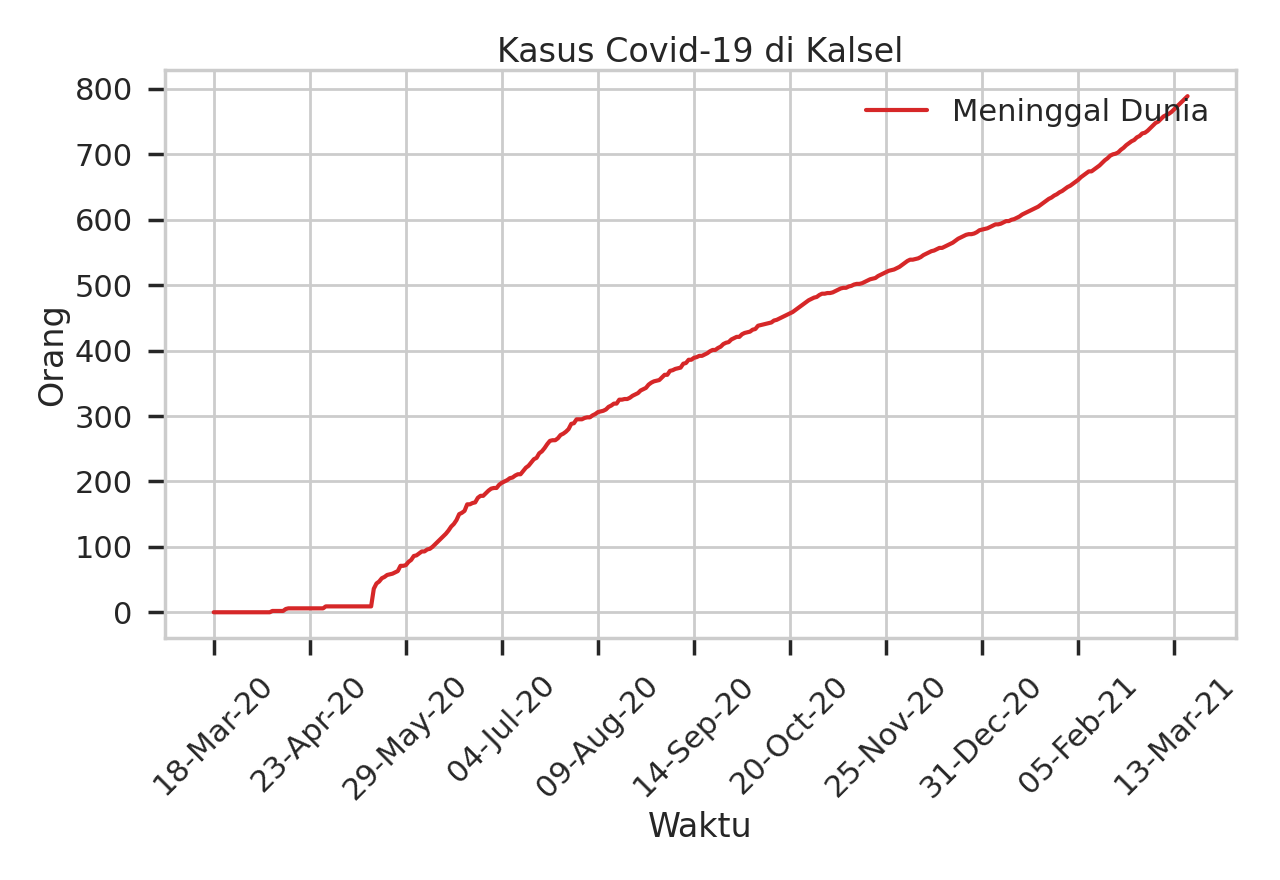 Kasus Covid-19 di Kalsel
Meninggal Dunia
800
700
600
500
400
300
200
100
0
Orang
18-Mar-20
23-Apr-20
29-May-20
04-Jul-20
09-Aug-20
14-Sep-20
20-Oct-20
25-Nov-20
31-Dec-20
05-Feb-21
13-Mar-21
Waktu